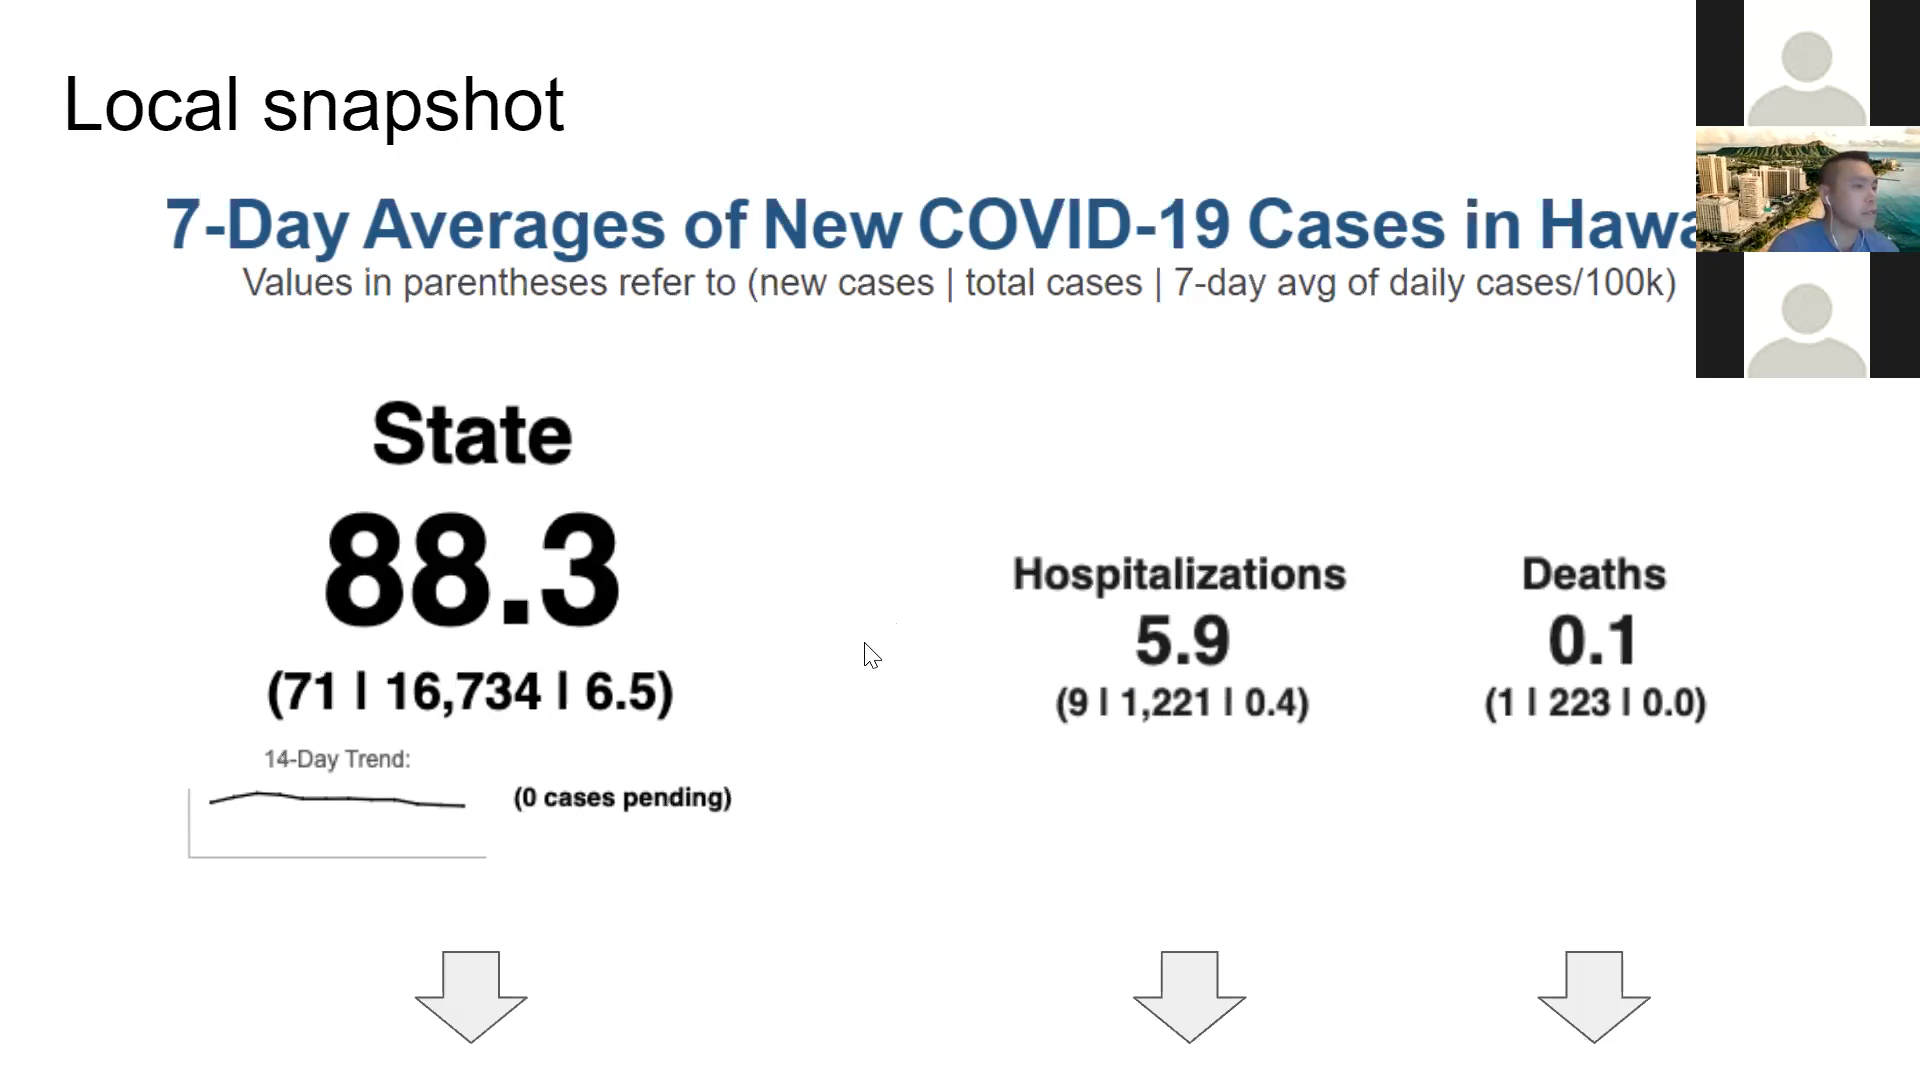 Local snapshot
7-Day Averages of New COVID-19 Cases in Hawa
Values in parentheses refer to (new cases | total cases | 7-day avg of daily cases/100k)
State
88.3
(71 | 16,734 | 6.5)
14-Day Trend:
(0 cases pending)
Hospitalizations
5.9
(9 | 1,221 | 0.4)
Deaths
0.1
(1 | 223 | 0.0)